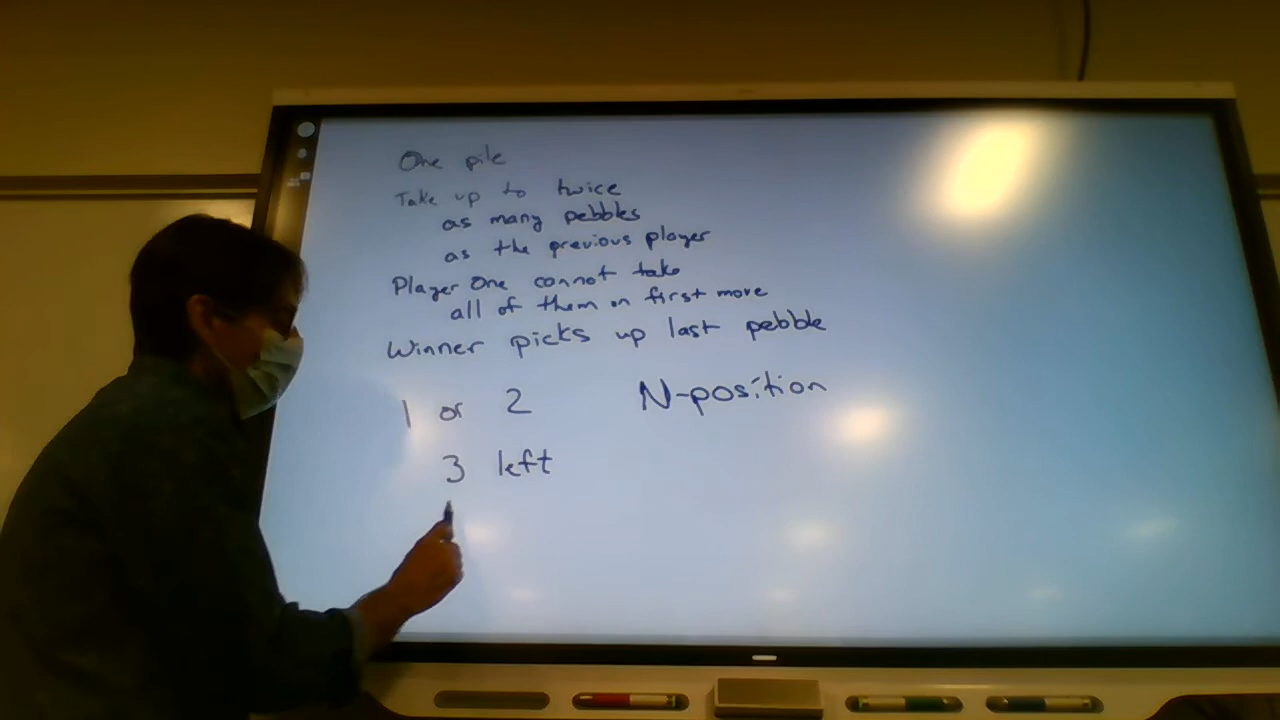 One pile
Take up to twice
as many pebbles
as the previous player
Player One cannot take
all of them on first move
Winner picks up last pebble
1 or 2 N-position
3 left